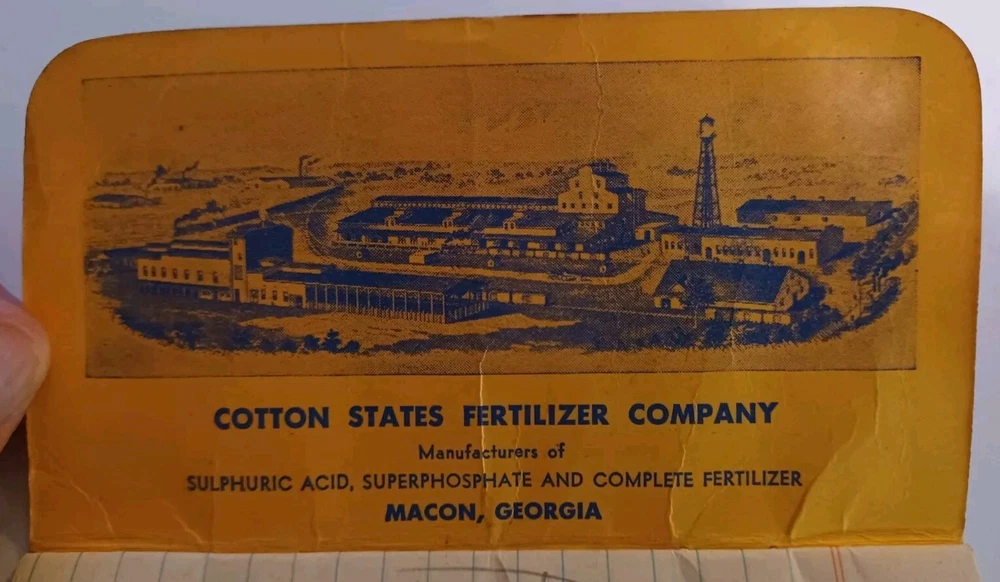 COTTON STATES FERTILIZER COMPANY
Manufacturers of
SULPHURIC ACID, SUPERPHOSPHATE AND COMPLETE FERTILIZER
MACON, GEORGIA